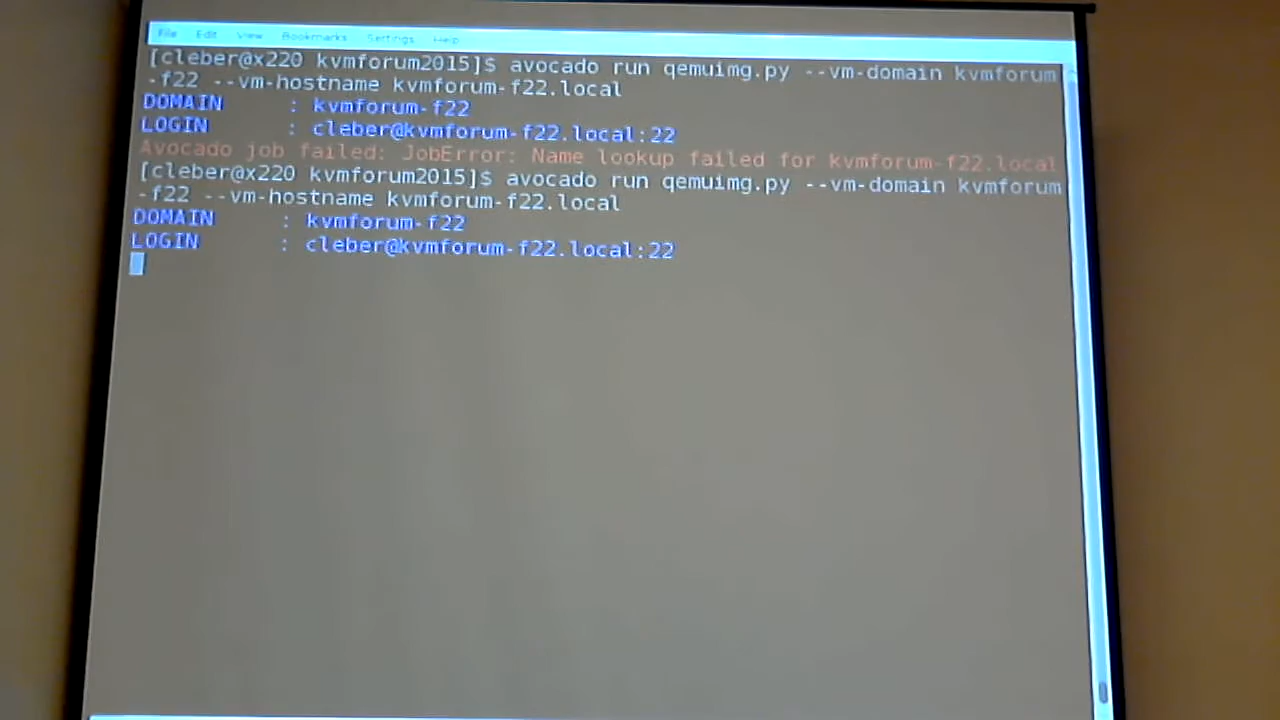 File Edit View Bookmarks Settings Help
[cleber@x220 kvmforum2015]$ avocado run qemuimg.py --vm-domain kvmforum
-f22 --vm-hostname kvmforum-f22.local
DOMAIN : kvmforum-f22
LOGIN : cleber@kvmforum-f22.local:22
Avocado job failed: JobError: Name lookup failed for kvmforum-f22.local
[cleber@x220 kvmforum2015]$ avocado run qemuimg.py --vm-domain kvmforum
-f22 --vm-hostname kvmforum-f22.local
DOMAIN : kvmforum-f22
LOGIN : cleber@kvmforum-f22.local:22